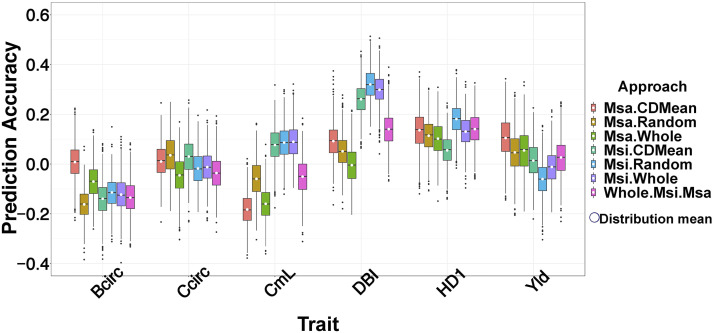 Prediction Accuracy
0.6
0.4
0.2
0.0
−0.2
−0.4
Bcirc
Ccirc
CmL
DBI
HD1
Yld
Trait
Approach
Msa.CDMean
Msa.Random
Msa.Whole
Msi.CDMean
Msi.Random
Msi.Whole
Whole.Msi.Msa
Distribution mean